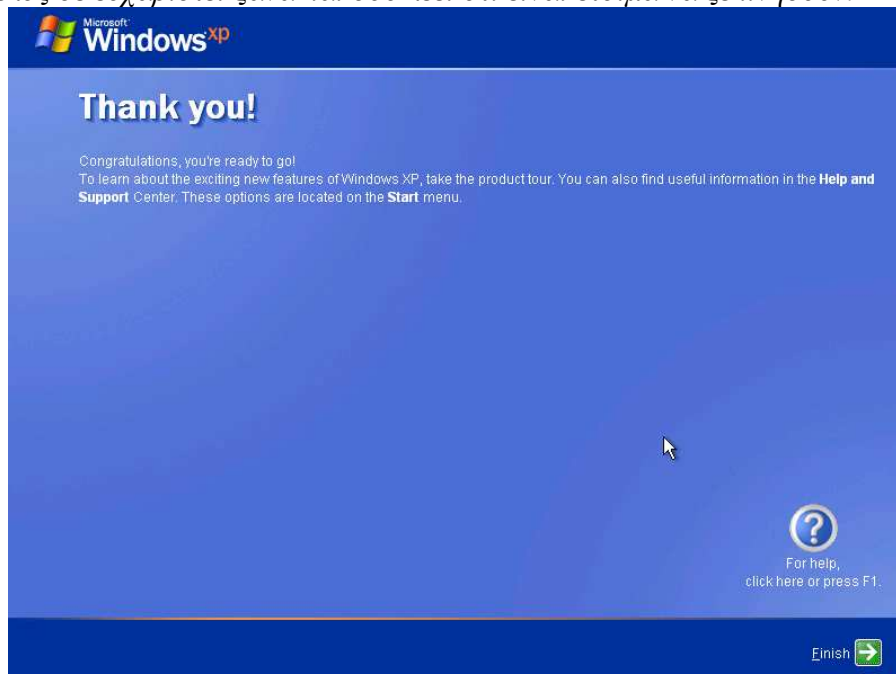 Microsoft
Windows xp
Thank you!
Congratulations, you're ready to go!
To learn about the exciting new features of Windows XP, take the product tour. You can also find useful information in the Help and
Support Center. These options are located on the Start menu.
For help,
click here or press F1.
Finish